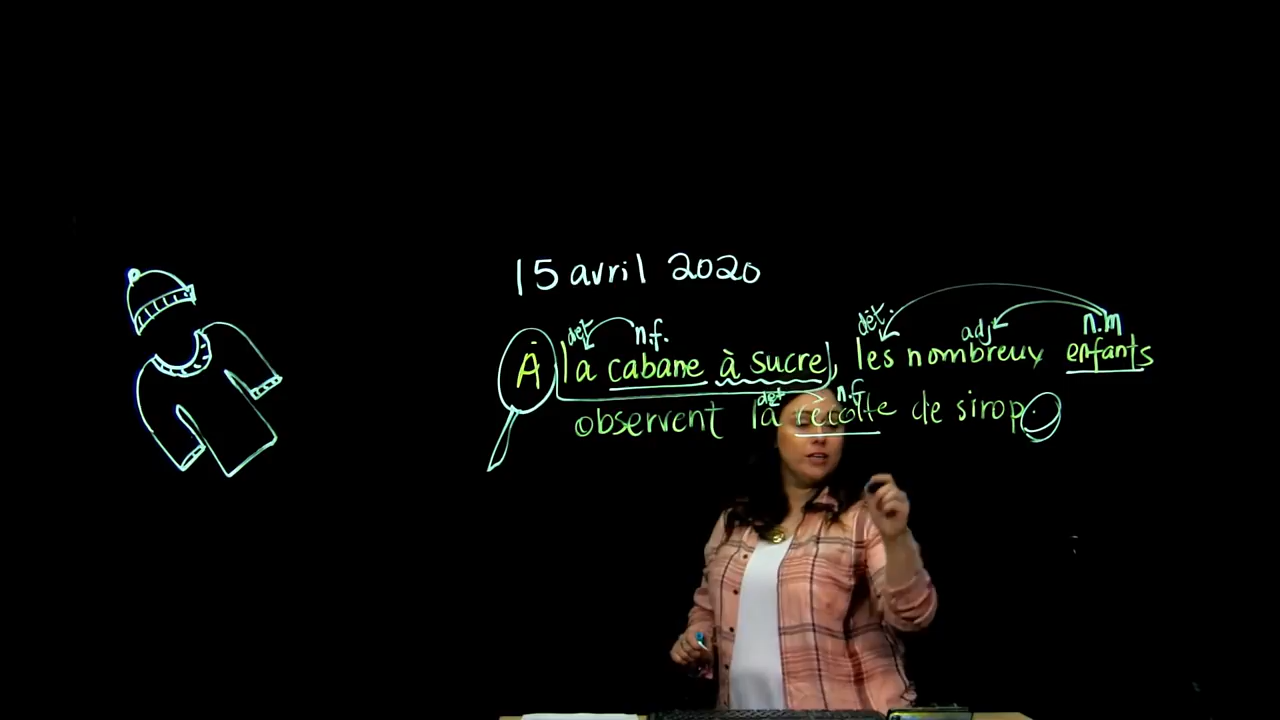 15 avril 2020
dét n.f. dét. adj n.m
À la cabane à sucre, les nombreux enfants
dét n.f
observent la récolte de sirop.